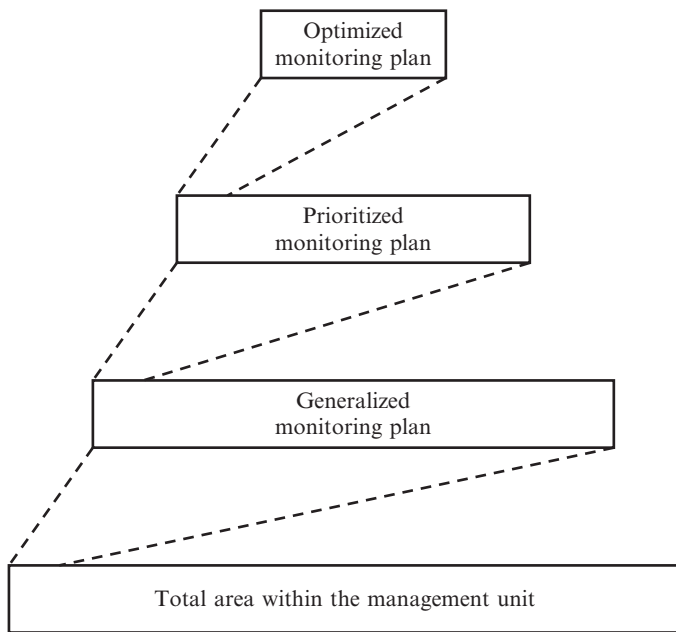 Optimized
monitoring plan
Prioritized
monitoring plan
Generalized
monitoring plan
Total area within the management unit